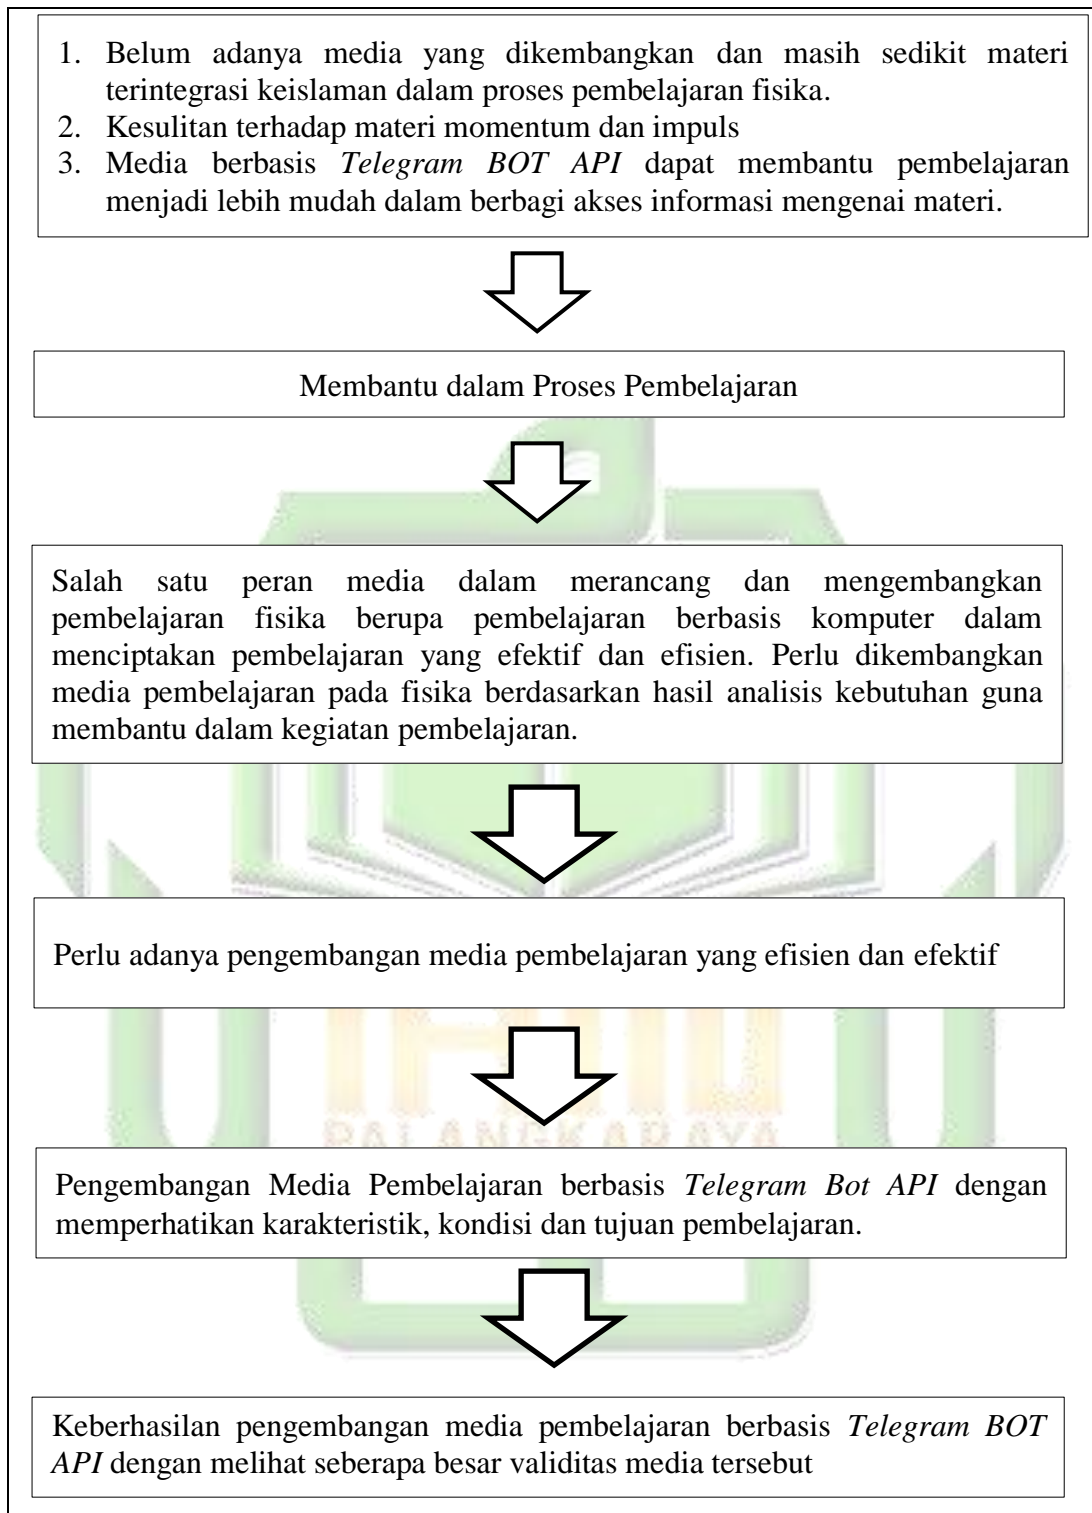 1. Belum adanya media yang dikembangkan dan masih sedikit materi
terintegrasi keislaman dalam proses pembelajaran fisika.
2. Kesulitan terhadap materi momentum dan impuls
3. Media berbasis Telegram BOT API dapat membantu pembelajaran
menjadi lebih mudah dalam berbagi akses informasi mengenai materi.
Membantu dalam Proses Pembelajaran
Salah satu peran media dalam merancang dan mengembangkan
pembelajaran fisika berupa pembelajaran berbasis komputer dalam
menciptakan pembelajaran yang efektif dan efisien. Perlu dikembangkan
media pembelajaran pada fisika berdasarkan hasil analisis kebutuhan guna
membantu dalam kegiatan pembelajaran.
Perlu adanya pengembangan media pembelajaran yang efisien dan efektif
PALANGKARAYA
Pengembangan Media Pembelajaran berbasis Telegram Bot API dengan
memperhatikan karakteristik, kondisi dan tujuan pembelajaran.
Keberhasilan pengembangan media pembelajaran berbasis Telegram BOT
API dengan melihat seberapa besar validitas media tersebut